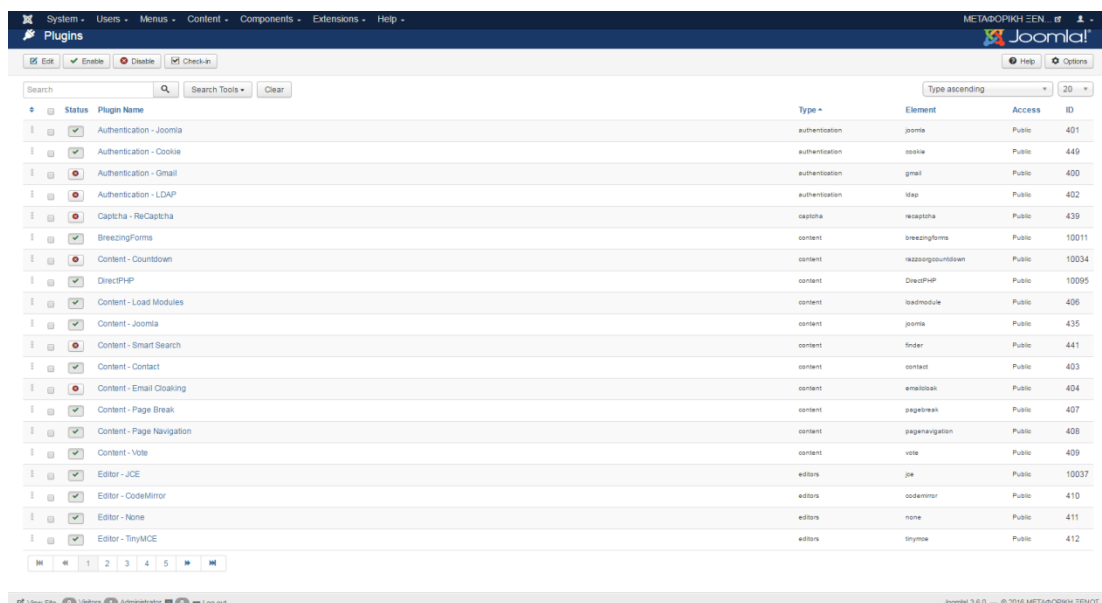 System Users Menus Content Components Extensions Help ΜΕΤΑΦΟΡΙΚΗ ΞΕΝ...
Plugins Joomla!
Edit Enable Disable Check-in Help Options
Search Search Tools Clear Type ascending 20
Status Plugin Name Type Element Access ID
Authentication - Joomla authentication joomla Public 401
Authentication - Cookie authentication cookie Public 449
Authentication - Gmail authentication gmail Public 400
Authentication - LDAP authentication ldap Public 402
Captcha - ReCaptcha captcha recaptcha Public 439
BreezingForms content breezingforms Public 10011
Content - Countdown content razzoorgcountdown Public 10034
DirectPHP content DirectPHP Public 10095
Content - Load Modules content loadmodule Public 406
Content - Joomla content joomla Public 435
Content - Smart Search content finder Public 441
Content - Contact content contact Public 403
Content - Email Cloaking content emailcloak Public 404
Content - Page Break content pagebreak Public 407
Content - Page Navigation content pagenavigation Public 408
Content - Vote content vote Public 409
Editor - JCE editors jce Public 10037
Editor - CodeMirror editors codemirror Public 410
Editor - None editors none Public 411
Editor - TinyMCE editors tinymce Public 412
1 2 3 4 5
View Site Visitors Administrator Log out Joomla! 3.6.0 — © 2016 ΜΕΤΑΦΟΡΙΚΗ ΞΕΝΟΣ